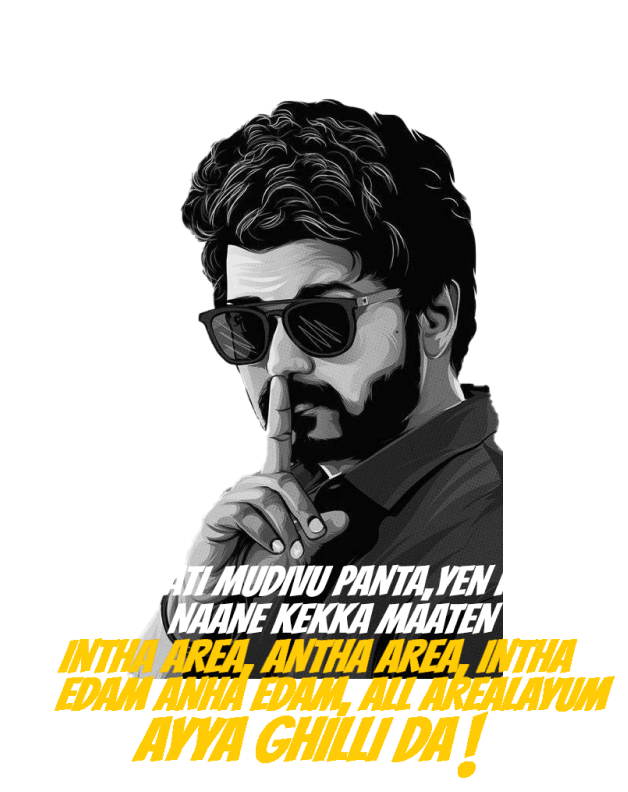 MUDIVU PANTA,YEN
NAANE KEKKA MAATEN
INTHA AREA, ANTHA AREA, INTHA
EDAM ANHA EDAM, ALL AREALAYUM
AYYA GHILLI DA!